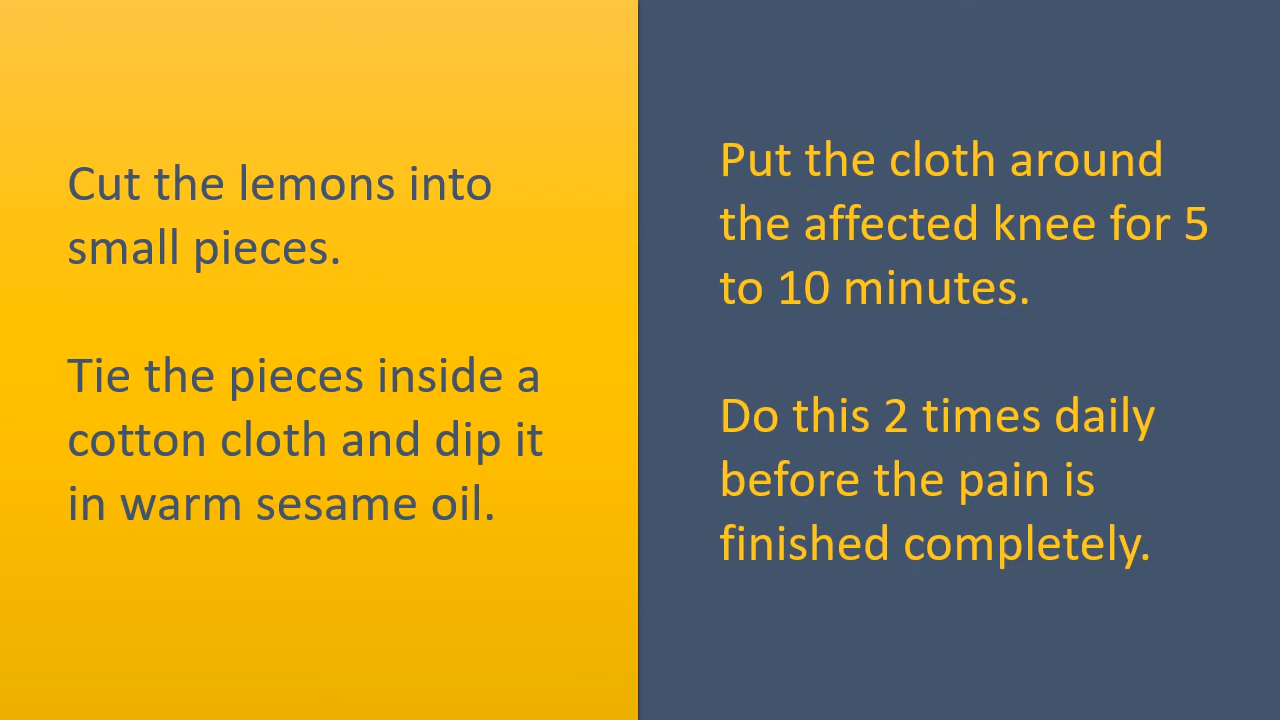 Cut the lemons into
small pieces.
Tie the pieces inside a
cotton cloth and dip it
in warm sesame oil.
Put the cloth around
the affected knee for 5
to 10 minutes.
Do this 2 times daily
before the pain is
finished completely.